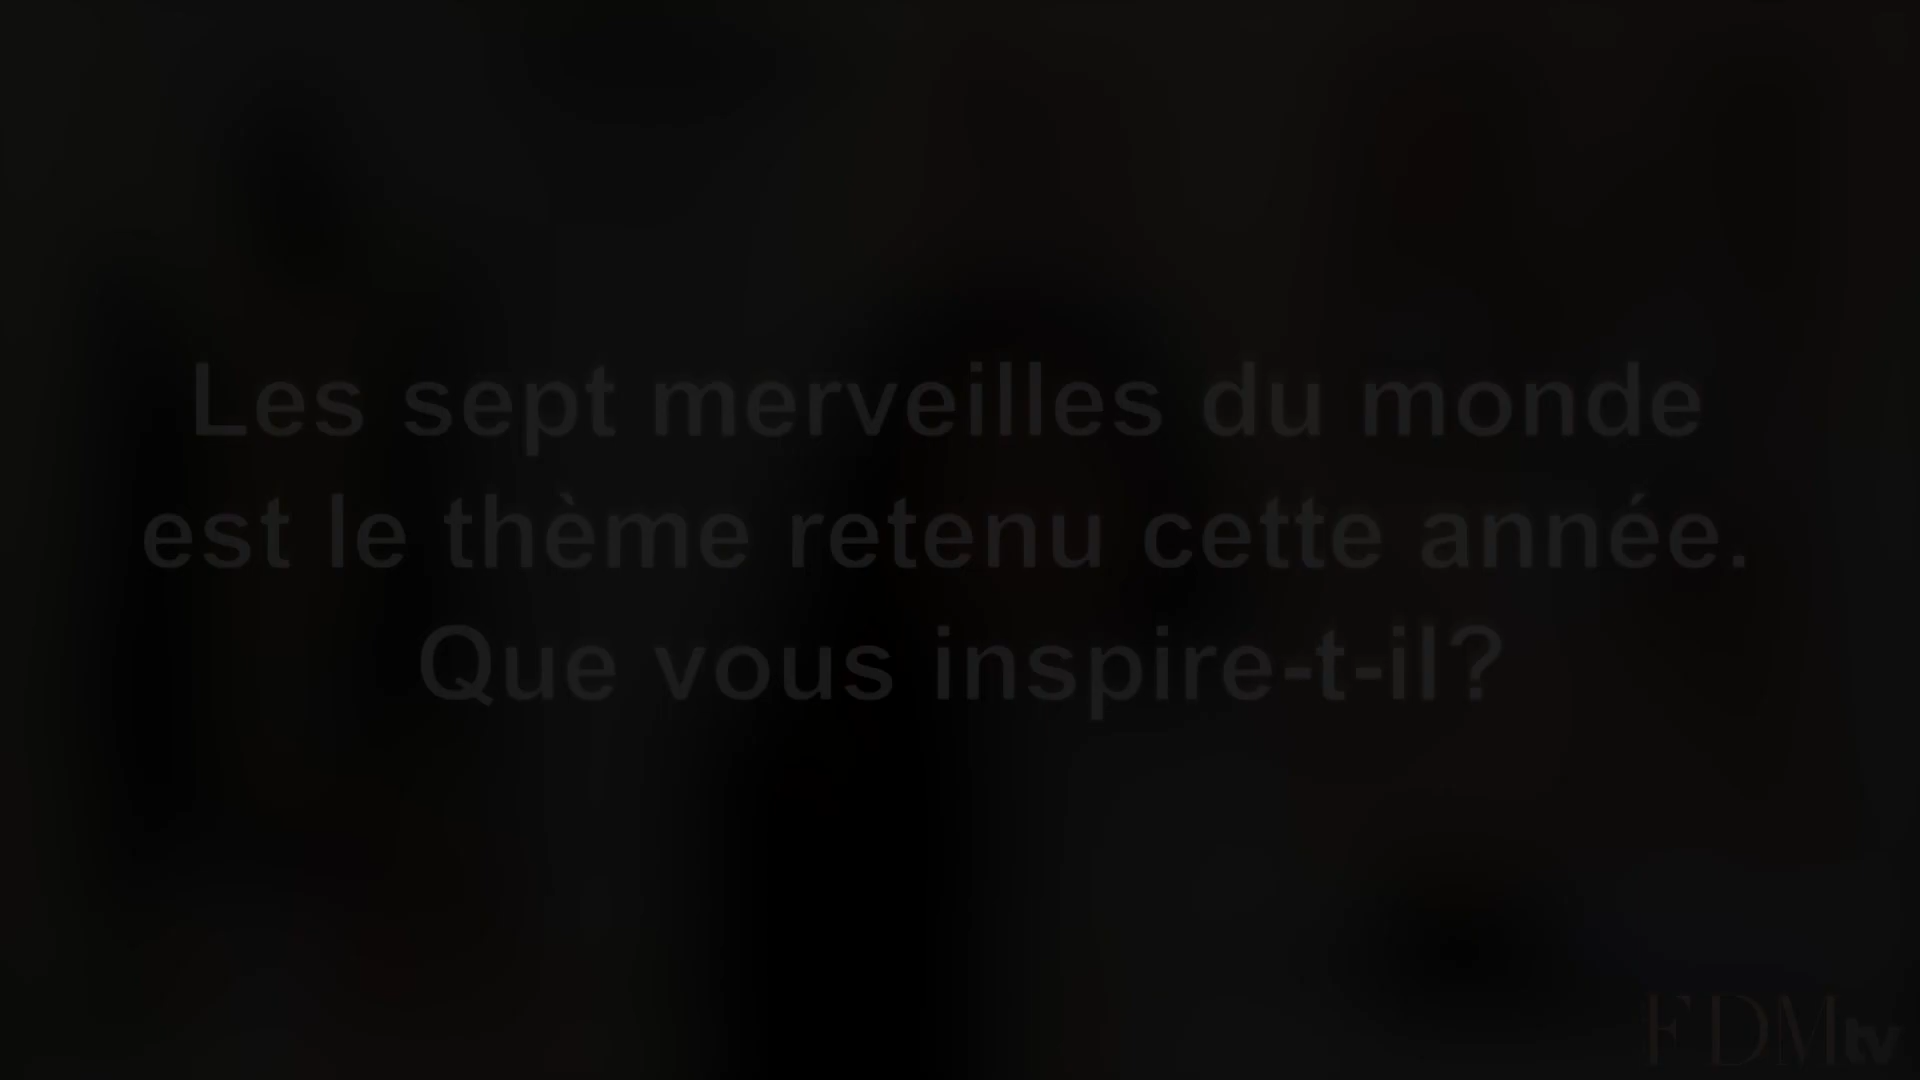 Les sept merveilles du monde
est le thème retenu cette année.
Que vous inspire-t-il?
FDMtv